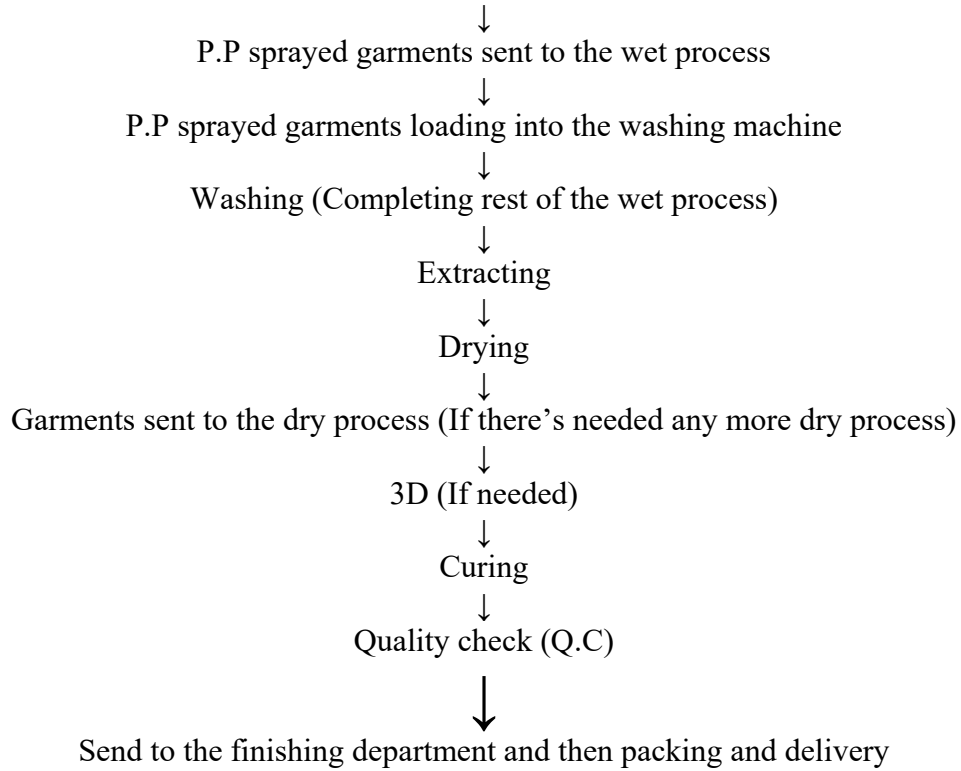 ↓
P.P sprayed garments sent to the wet process
↓
P.P sprayed garments loading into the washing machine
↓
Washing (Completing rest of the wet process)
↓
Extracting
↓
Drying
↓
Garments sent to the dry process (If there’s needed any more dry process)
↓
3D (If needed)
↓
Curing
↓
Quality check (Q.C)
↓
Send to the finishing department and then packing and delivery